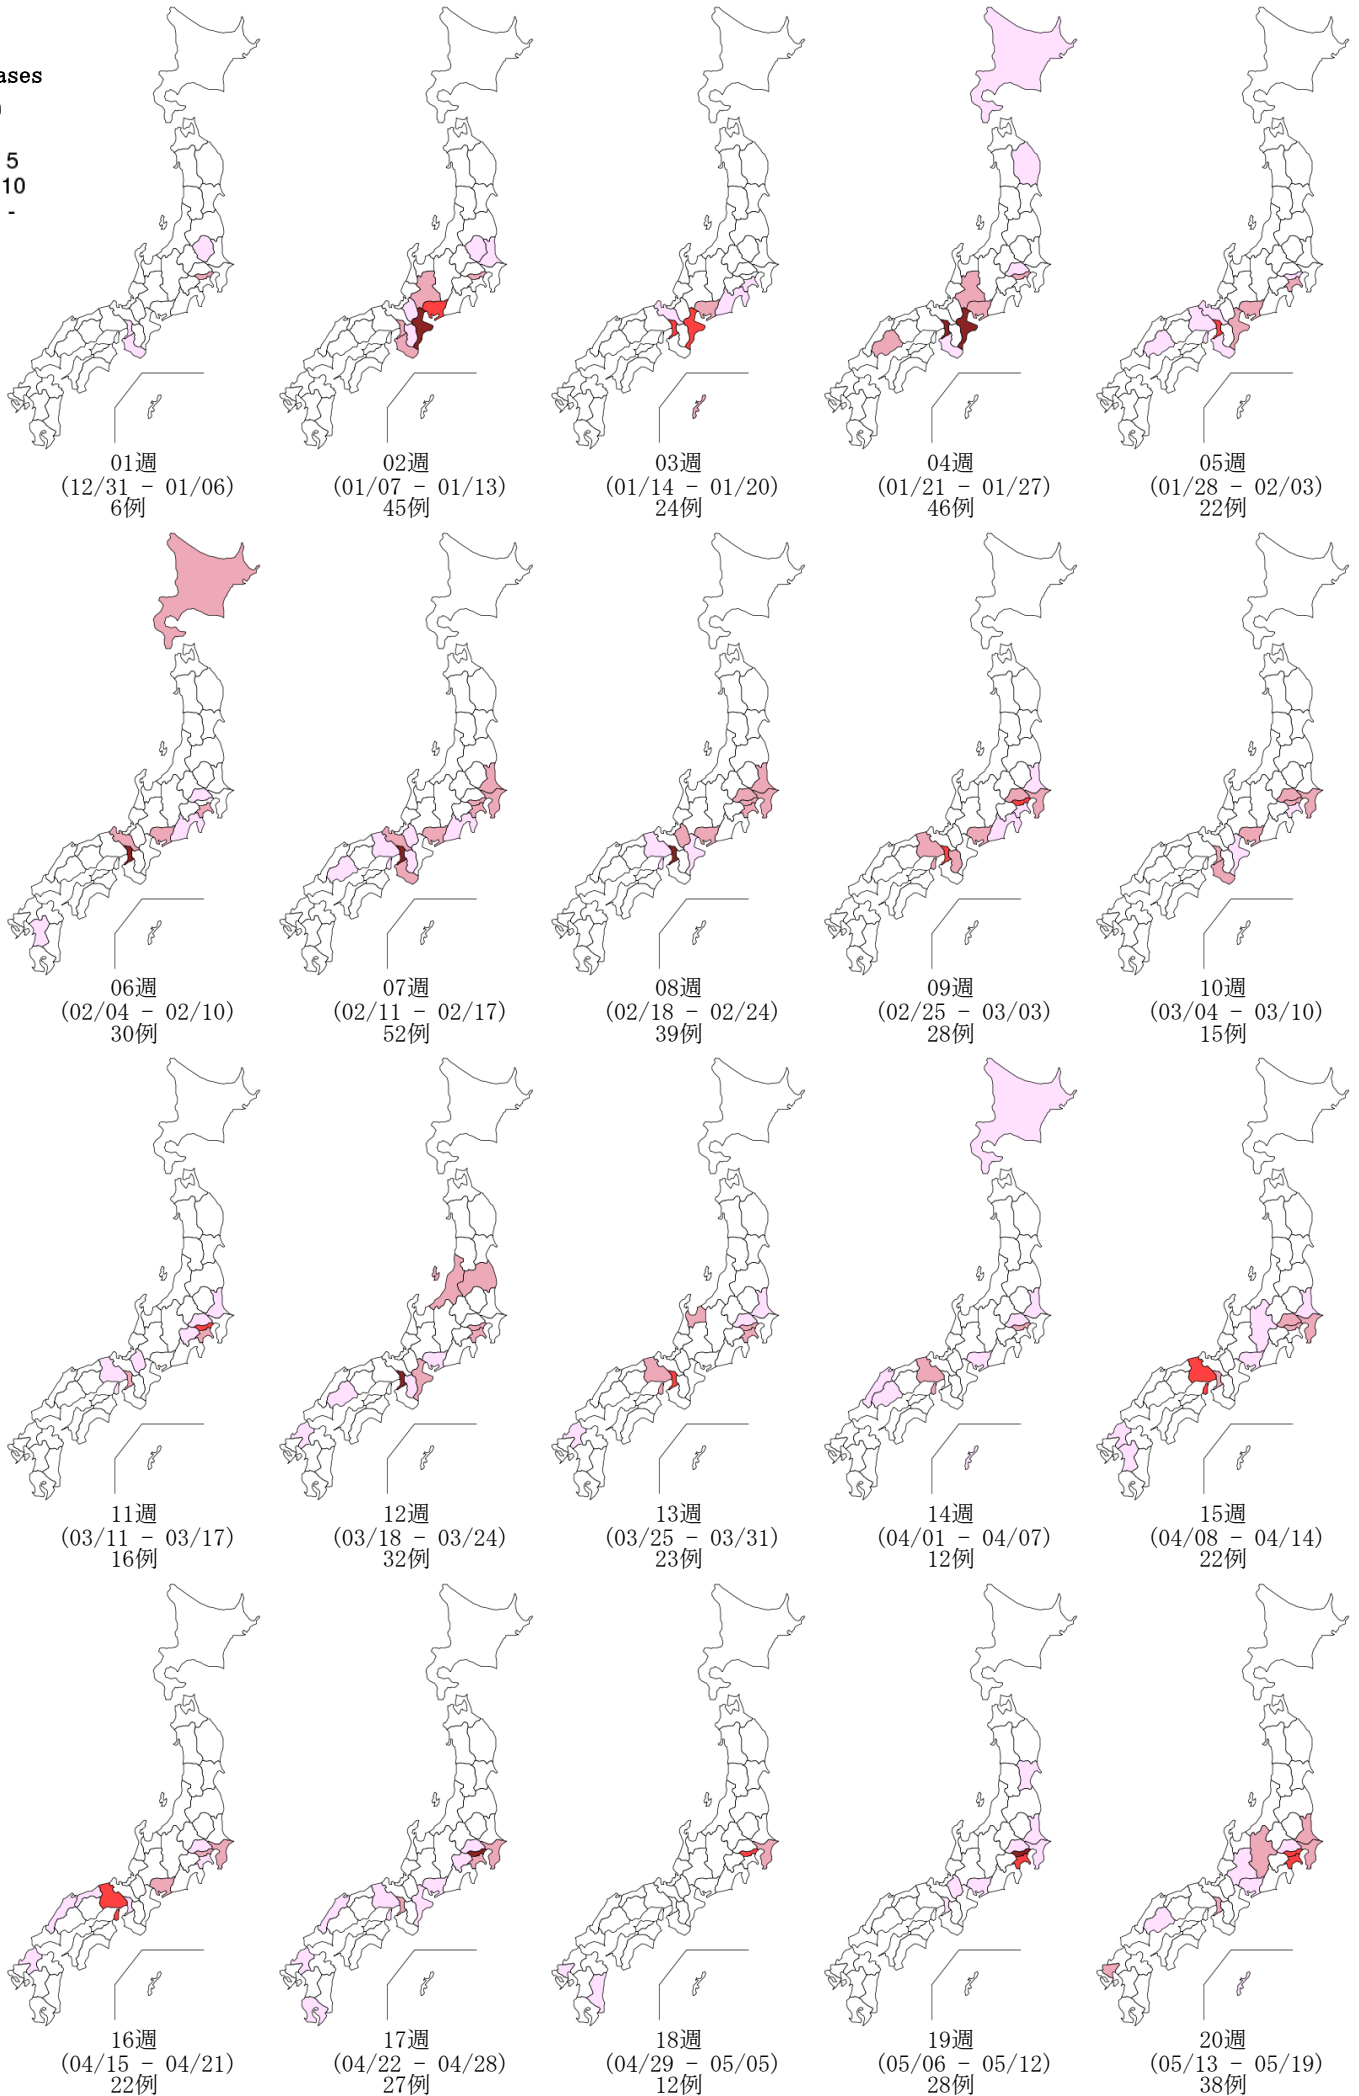 ases
5
10
-
01週
(12/31 - 01/06)
6例
02週
(01/07 - 01/13)
45例
03週
(01/14 - 01/20)
24例
04週
(01/21 - 01/27)
46例
05週
(01/28 - 02/03)
22例
06週
(02/04 - 02/10)
30例
07週
(02/11 - 02/17)
52例
08週
(02/18 - 02/24)
39例
09週
(02/25 - 03/03)
28例
10週
(03/04 - 03/10)
15例
11週
(03/11 - 03/17)
16例
12週
(03/18 - 03/24)
32例
13週
(03/25 - 03/31)
23例
14週
(04/01 - 04/07)
12例
15週
(04/08 - 04/14)
22例
16週
(04/15 - 04/21)
22例
17週
(04/22 - 04/28)
27例
18週
(04/29 - 05/05)
12例
19週
(05/06 - 05/12)
28例
20週
(05/13 - 05/19)
38例